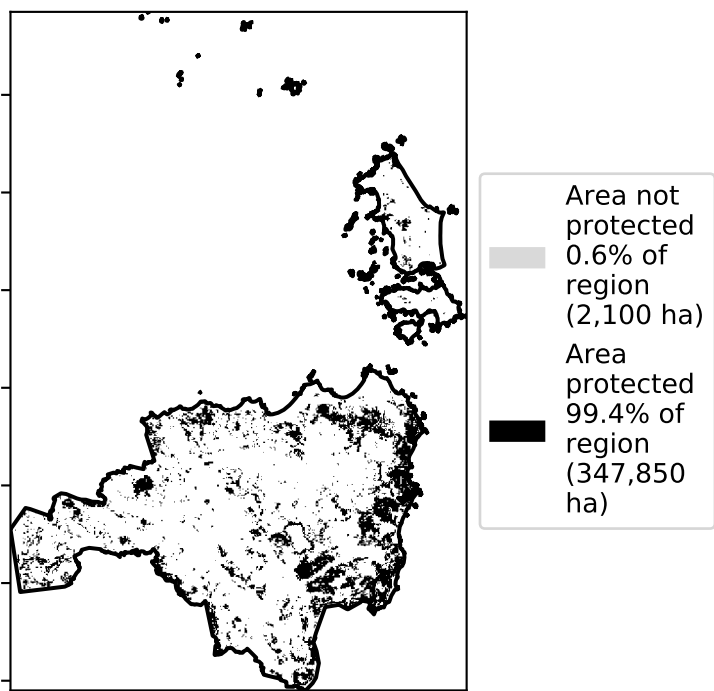 Area not
protected
0.6% of
region
(2,100 ha)
Area
protected
99.4% of
region
(347,850
ha)